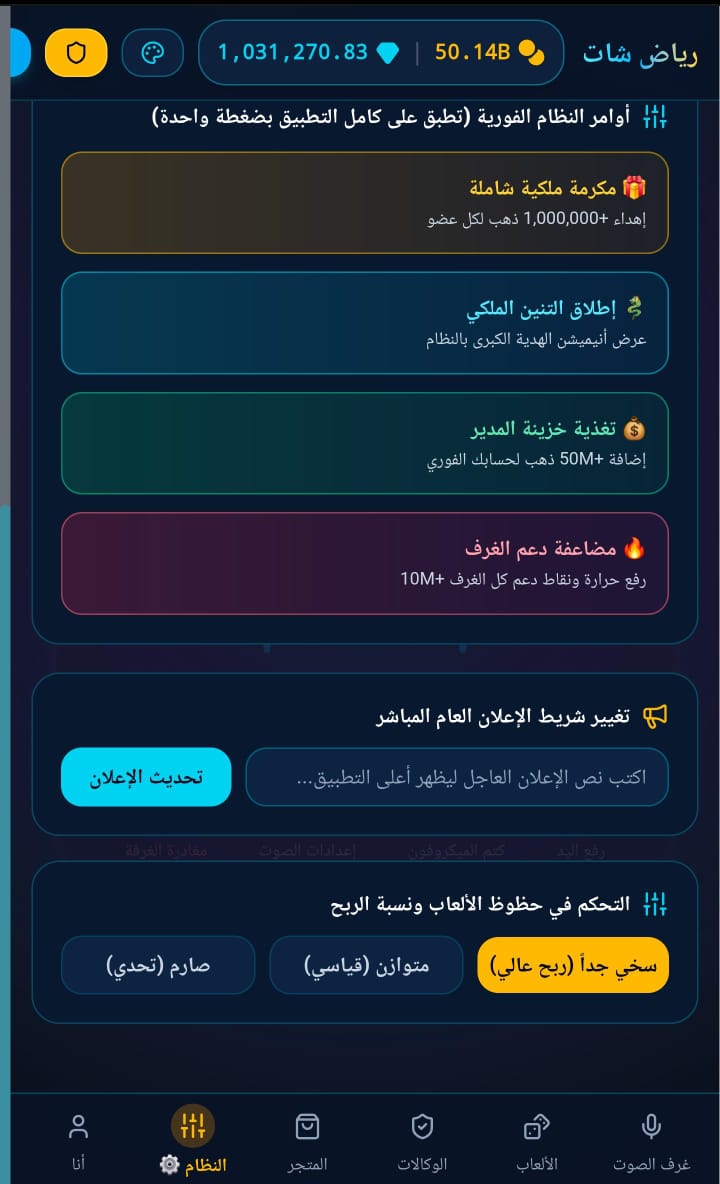 رياض شات
50.14B | 1,031,270.83
أوامر النظام الفورية (تطبق على كامل التطبيق بضغطة واحدة)
🎁 مكرمة ملكية شاملة
إهداء +1,000,000 ذهب لكل عضو
🐉 إطلاق التنين الملكي
عرض أنيميشن الهدية الكبرى بالنظام
💰 تغذية خزينة المدير
إضافة +50M ذهب لحسابك الفوري
🔥 مضاعفة دعم الغرف
رفع حرارة ونقاط دعم كل الغرف +10M
تغيير شريط الإعلان العام المباشر
اكتب نص الإعلان العاجل ليظهر أعلى التطبيق...
تحديث الإعلان
رفع اليد
كتم الميكروفون
إعدادات الصوت
مغادرة الغرفة
التحكم في حظوظ الألعاب ونسبة الربح
سخي جداً (ربح عالي)
متوازن (قياسي)
صارم (تحدي)
غرف الصوت
الألعاب
الوكالات
المتجر
النظام ⚙️
أنا